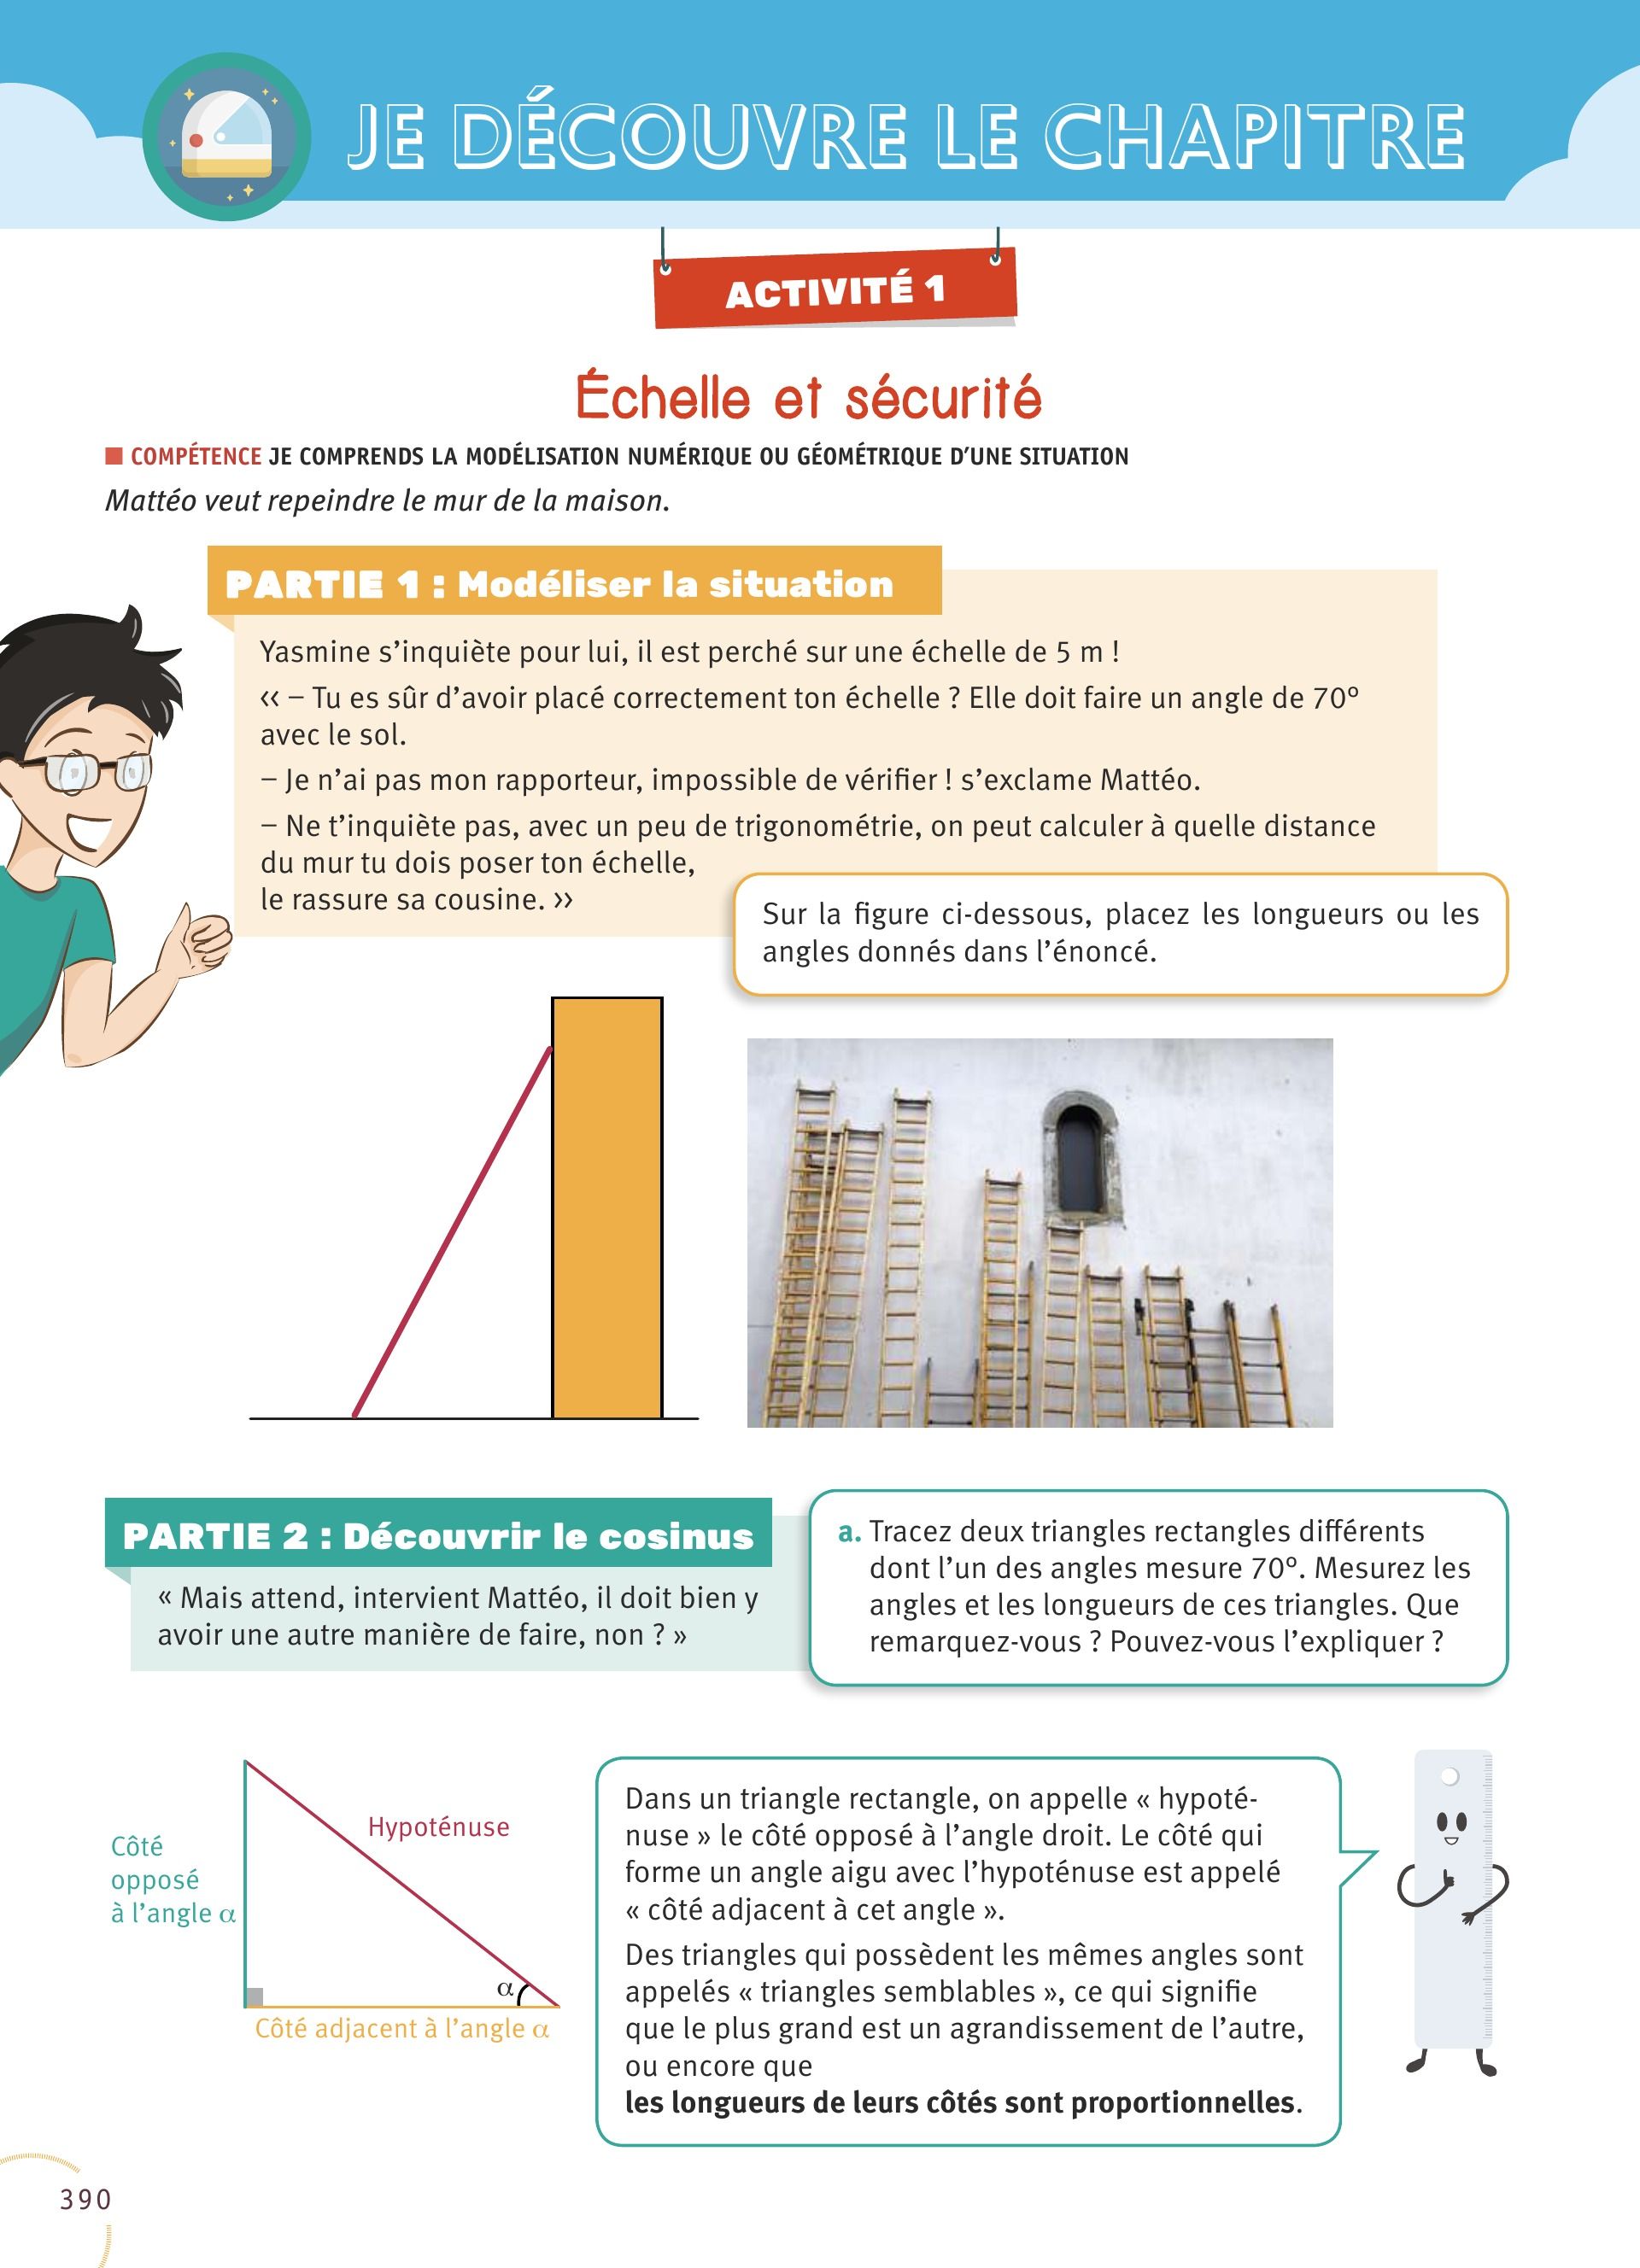 JE DÉCOUVRE LE CHAPITRE
ACTIVITÉ 1
Échelle et sécurité
COMPÉTENCE JE COMPRENDS LA MODÉLISATION NUMÉRIQUE OU GÉOMÉTRIQUE D’UNE SITUATION
Mattéo veut repeindre le mur de la maison.
PARTIE 1 : Modéliser la situation
Yasmine s’inquiète pour lui, il est perché sur une échelle de 5 m !
« – Tu es sûr d’avoir placé correctement ton échelle ? Elle doit faire un angle de 70°
avec le sol.
– Je n’ai pas mon rapporteur, impossible de vérifier ! s’exclame Mattéo.
– Ne t’inquiète pas, avec un peu de trigonométrie, on peut calculer à quelle distance
du mur tu dois poser ton échelle,
le rassure sa cousine. »
Sur la figure ci-dessous, placez les longueurs ou les
angles donnés dans l’énoncé.
PARTIE 2 : Découvrir le cosinus
« Mais attend, intervient Mattéo, il doit bien y
avoir une autre manière de faire, non ? »
a. Tracez deux triangles rectangles différents
dont l’un des angles mesure 70°. Mesurez les
angles et les longueurs de ces triangles. Que
remarquez-vous ? Pouvez-vous l’expliquer ?
Hypoténuse
Côté
opposé
à l’angle α
α
Côté adjacent à l’angle α
Dans un triangle rectangle, on appelle « hypoté-
nuse » le côté opposé à l’angle droit. Le côté qui
forme un angle aigu avec l’hypoténuse est appelé
« côté adjacent à cet angle ».
Des triangles qui possèdent les mêmes angles sont
appelés « triangles semblables », ce qui signifie
que le plus grand est un agrandissement de l’autre,
ou encore que
les longueurs de leurs côtés sont proportionnelles.
390